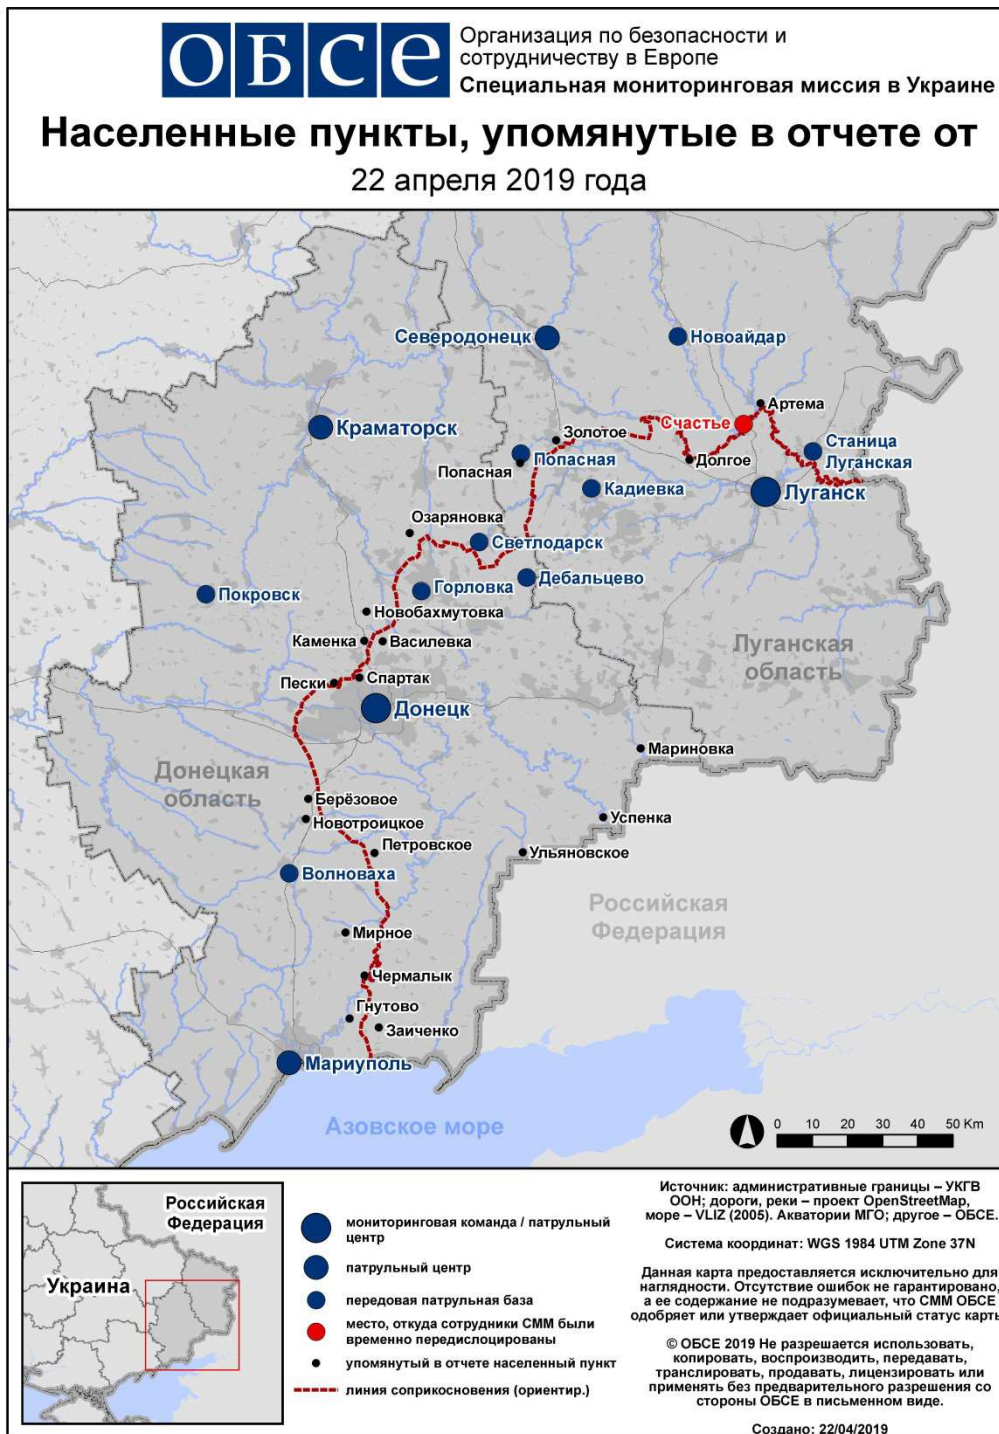 ОБСЕ
Организация по безопасности и
сотрудничеству в Европе
Специальная мониторинговая миссия в Украине
Населенные пункты, упомянутые в отчете от
22 апреля 2019 года
Северодонецк
Новоайдар
Артема
Краматорск
Счастье
Золотое
Станица
Луганская
Попасная
Попасная
Долгое
Кадиевка
Луганск
Озаряновка
Светлодарск
Дебальцево
Горловка
Покровск
Новобахмутовка
Каменка
Василевка
Луганская
область
Пески
Спартак
Донецк
Мариновка
Донецкая
область
Берёзовое
Новотроицкое
Успенка
Петровское
Ульяновское
Волноваха
Российская
Федерация
Мирное
Чермалык
Гнутово
Заиченко
Мариуполь
Азовское море
0 10 20 30 40 50 Km
Российская
Федерация
Украина
мониторинговая команда / патрульный
центр
патрульный центр
передовая патрульная база
место, откуда сотрудники СММ были
временно передислоцированы
упомянутый в отчете населенный пункт
линия соприкосновения (ориентир.)
Источник: административные границы – УКГВ
ООН; дороги, реки – проект OpenStreetMap,
море – VLIZ (2005). Акватории МГО; другое – ОБСЕ.
Система координат: WGS 1984 UTM Zone 37N
Данная карта предоставляется исключительно для
наглядности. Отсутствие ошибок не гарантировано,
а ее содержание не подразумевает, что СММ ОБСЕ
одобряет или утверждает официальный статус карты
© ОБСЕ 2019 Не разрешается использовать,
копировать, воспроизводить, передавать,
транслировать, продавать, лицензировать или
применять без предварительного разрешения со
стороны ОБСЕ в письменном виде.
Создано: 22/04/2019